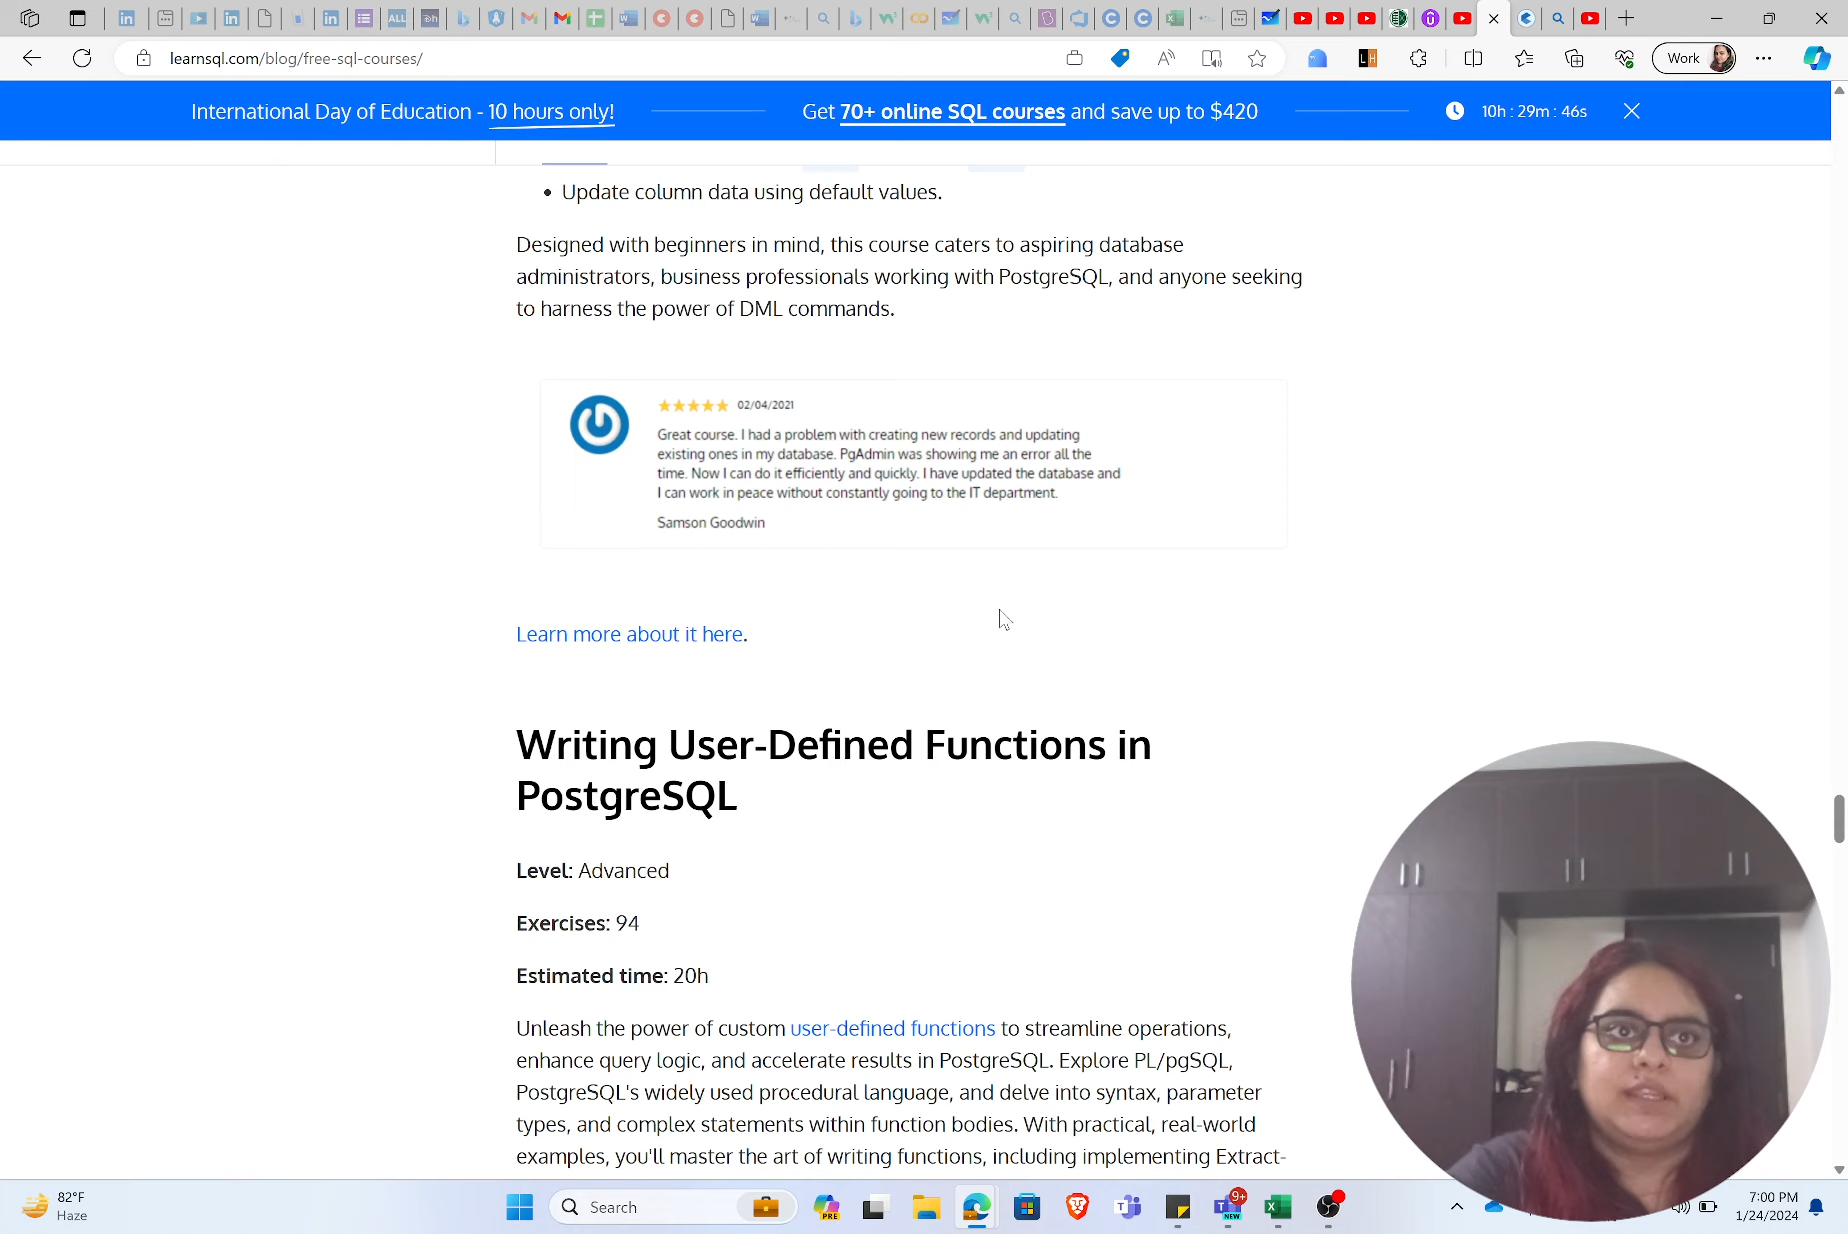 learnsql.com/blog/free-sql-courses/
Work
International Day of Education - 10 hours only!
Get 70+ online SQL courses and save up to $420
10h : 29m : 46s
• Update column data using default values.
Designed with beginners in mind, this course caters to aspiring database
administrators, business professionals working with PostgreSQL, and anyone seeking
to harness the power of DML commands.
02/04/2021
Great course. I had a problem with creating new records and updating
existing ones in my database. PgAdmin was showing me an error all the
time. Now I can do it efficiently and quickly. I have updated the database and
I can work in peace without constantly going to the IT department.
Samson Goodwin
Learn more about it here.
Writing User-Defined Functions in
PostgreSQL
Level: Advanced
Exercises: 94
Estimated time: 20h
Unleash the power of custom user-defined functions to streamline operations,
enhance query logic, and accelerate results in PostgreSQL. Explore PL/pgSQL,
PostgreSQL's widely used procedural language, and delve into syntax, parameter
types, and complex statements within function bodies. With practical, real-world
examples, you'll master the art of writing functions, including implementing Extract-
82°F
Haze
Search
PRE
9+
NEW
7:00 PM
1/24/2024